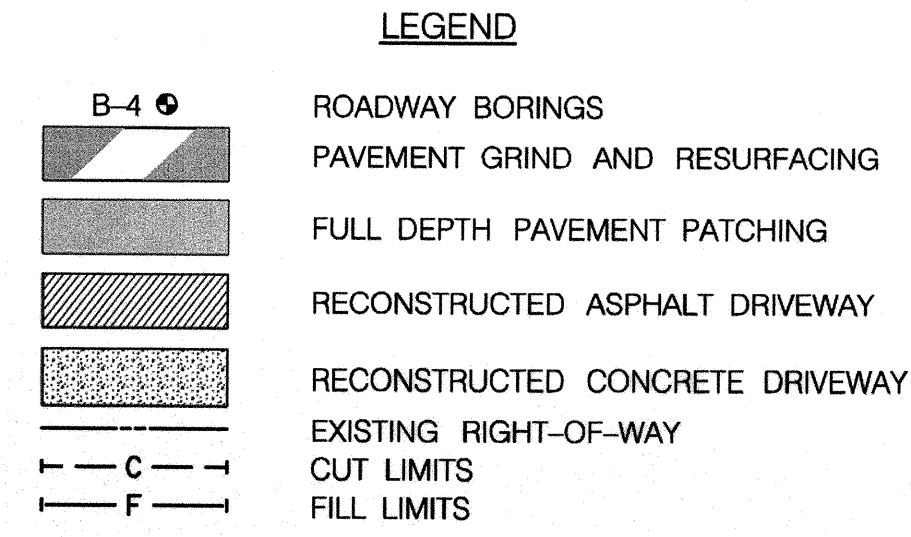 LEGEND
B-4 ROADWAY BORINGS
PAVEMENT GRIND AND RESURFACING
FULL DEPTH PAVEMENT PATCHING
RECONSTRUCTED ASPHALT DRIVEWAY
RECONSTRUCTED CONCRETE DRIVEWAY
EXISTING RIGHT-OF-WAY
C CUT LIMITS
F FILL LIMITS